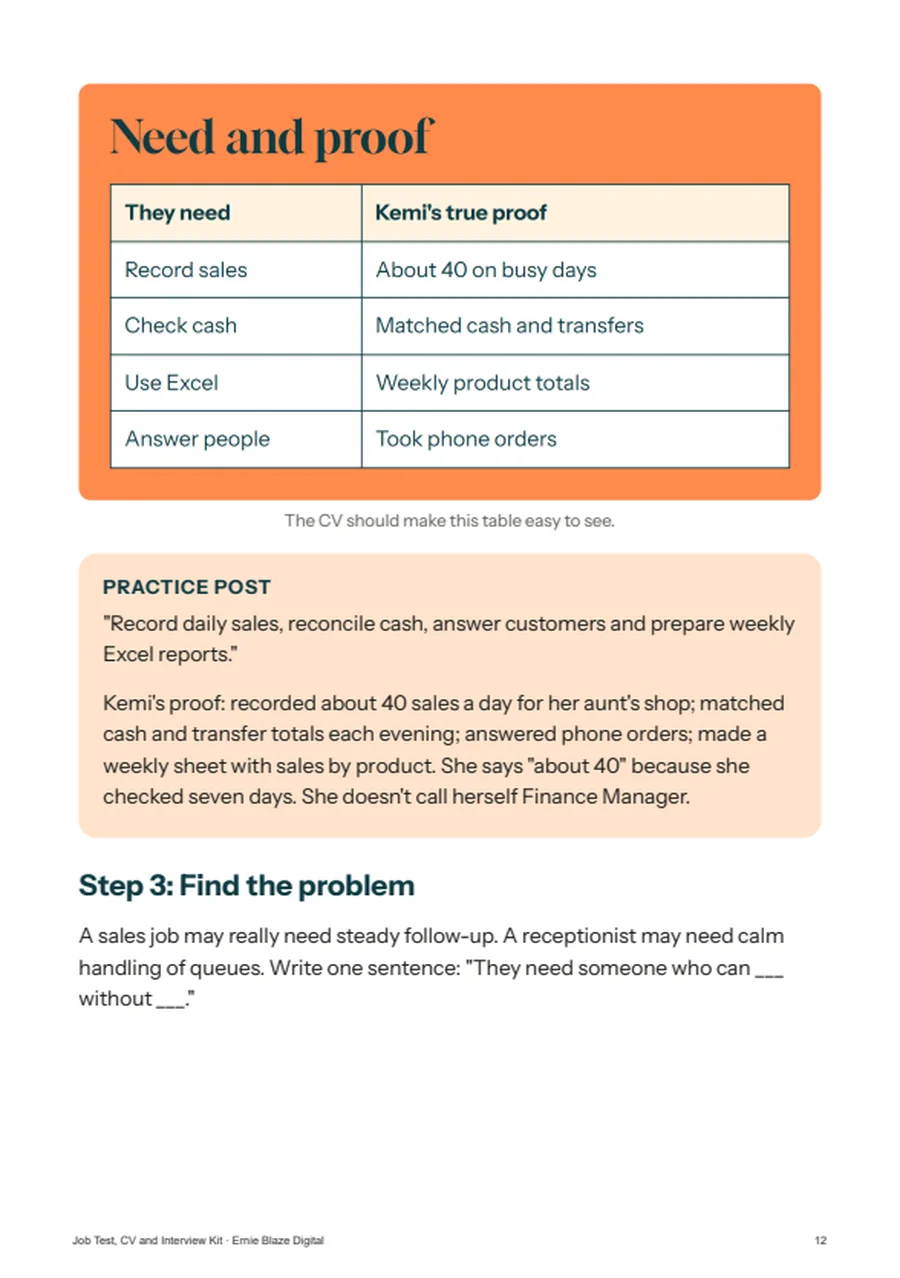 Need and proof
They need
Kemi's true proof
Record sales
About 40 on busy days
Check cash
Matched cash and transfers
Use Excel
Weekly product totals
Answer people
Took phone orders
The CV should make this table easy to see.
PRACTICE POST
"Record daily sales, reconcile cash, answer customers and prepare weekly
Excel reports."
Kemi's proof: recorded about 40 sales a day for her aunt's shop; matched
cash and transfer totals each evening; answered phone orders; made a
weekly sheet with sales by product. She says "about 40" because she
checked seven days. She doesn't call herself Finance Manager.
Step 3: Find the problem
A sales job may really need steady follow-up. A receptionist may need calm
handling of queues. Write one sentence: "They need someone who can ___
without ___."
Job Test, CV and Interview Kit · Ernie Blaze Digital
12